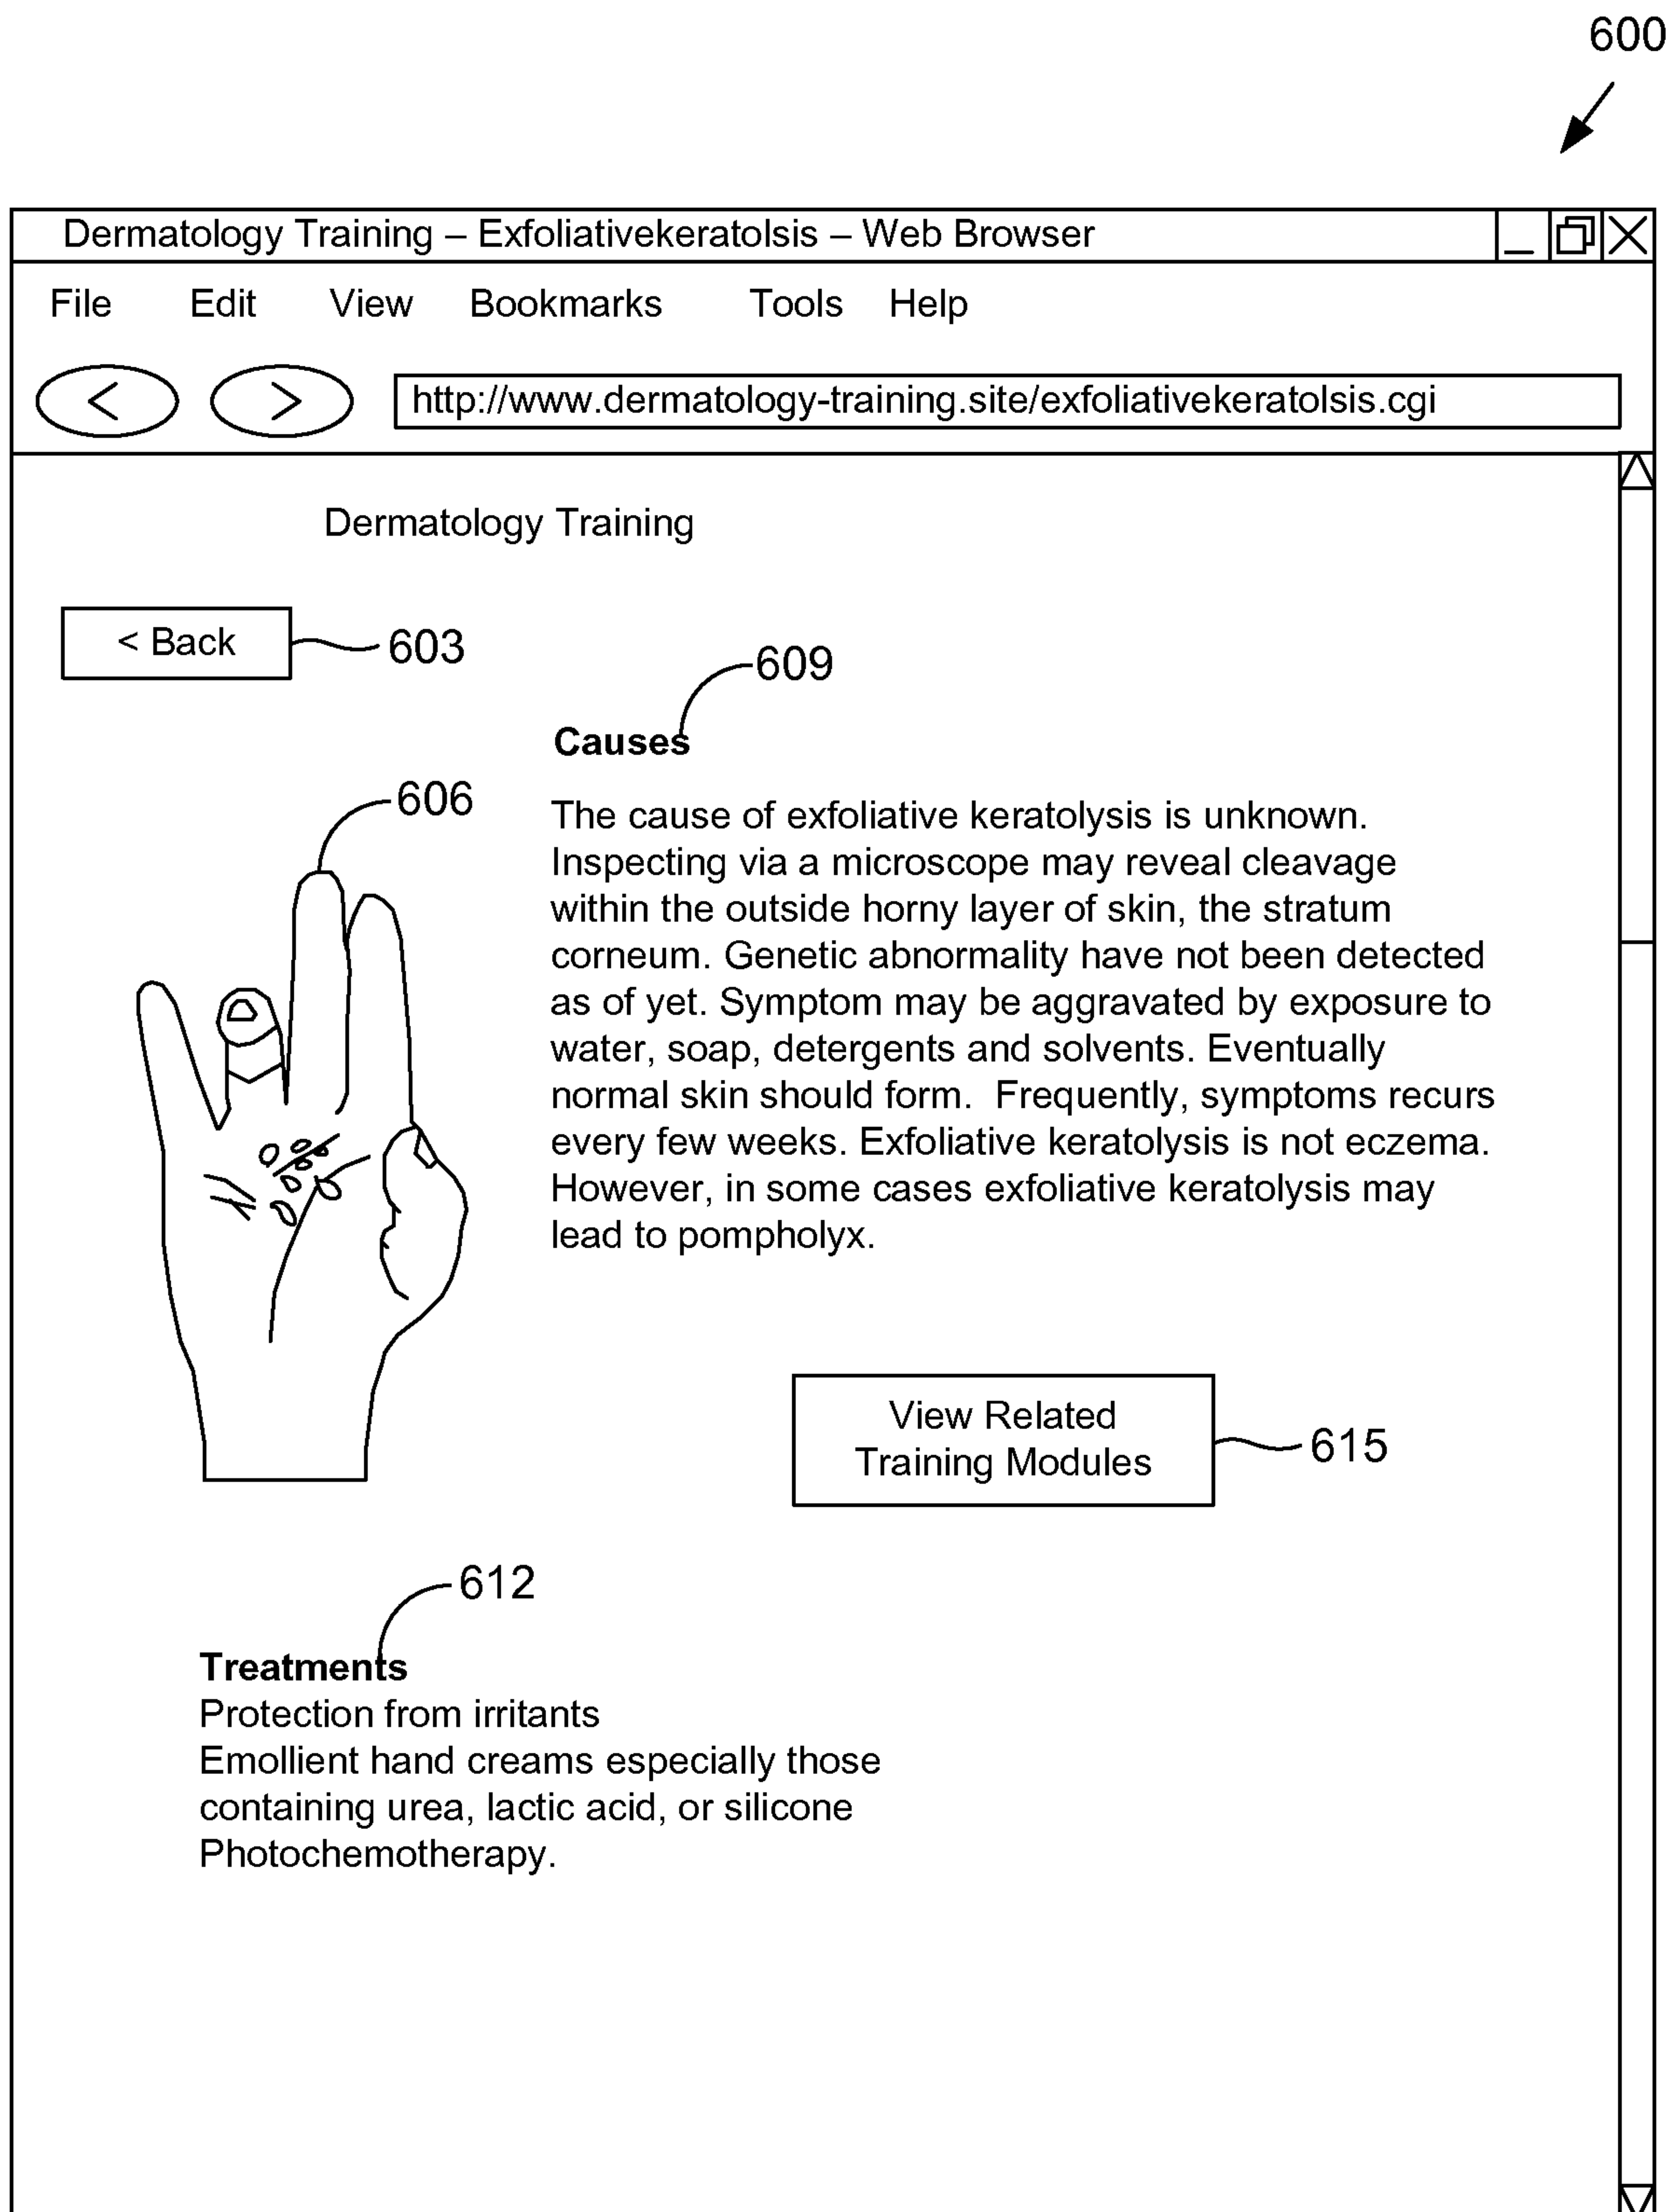 600
Dermatology Training – Exfoliativekeratolsis – Web Browser
File Edit View Bookmarks Tools Help
< > http://www.dermatology-training.site/exfoliativekeratolsis.cgi
Dermatology Training
< Back 603
609
Causes
606
The cause of exfoliative keratolysis is unknown.
Inspecting via a microscope may reveal cleavage
within the outside horny layer of skin, the stratum
corneum. Genetic abnormality have not been detected
as of yet. Symptom may be aggravated by exposure to
water, soap, detergents and solvents. Eventually
normal skin should form.  Frequently, symptoms recurs
every few weeks. Exfoliative keratolysis is not eczema.
However, in some cases exfoliative keratolysis may
lead to pompholyx.
View Related
Training Modules
615
612
Treatments
Protection from irritants
Emollient hand creams especially those
containing urea, lactic acid, or silicone
Photochemotherapy.